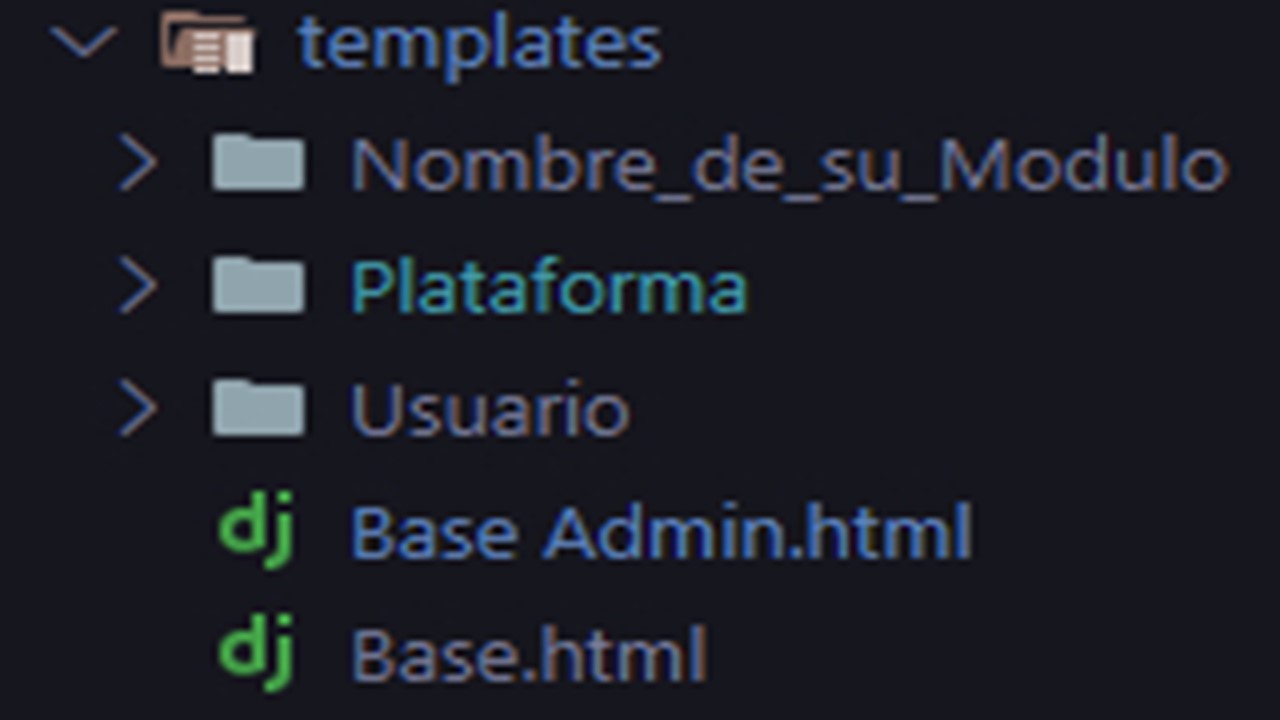 templates
Nombre_de_su_Modulo
Plataforma
Usuario
dj Base Admin.html
dj Base.html